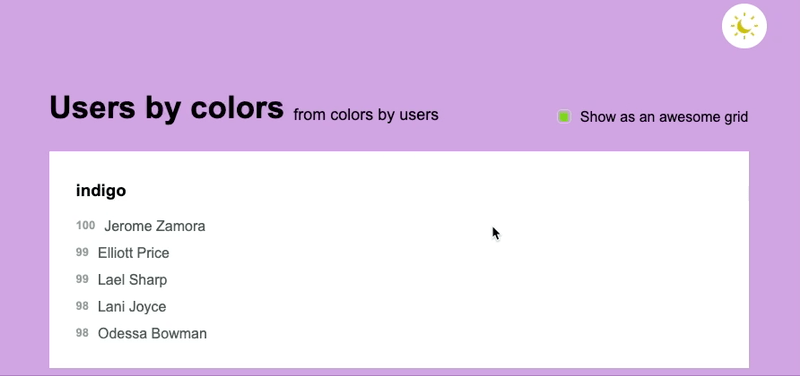 Users by colors from colors by users
Show as an awesome grid
indigo
100 Jerome Zamora
99 Elliott Price
99 Lael Sharp
98 Lani Joyce
98 Odessa Bowman